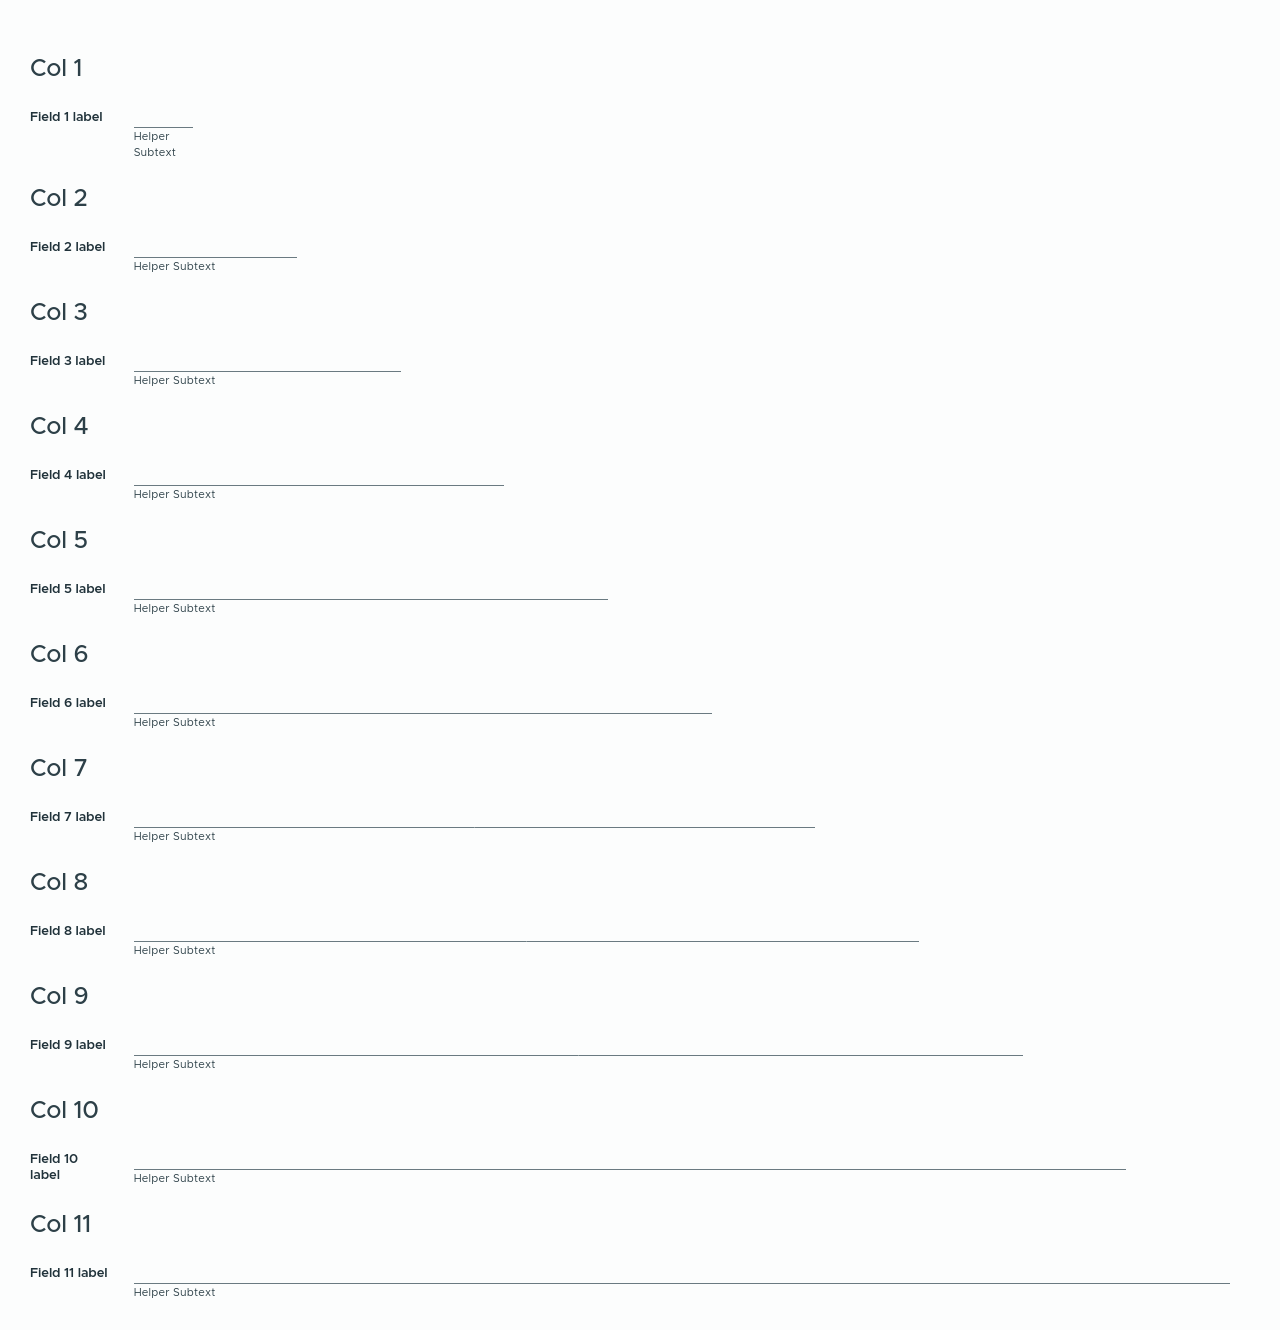 Col 1
Field 1 label
Helper
Subtext
Col 2
Field 2 label
Helper Subtext
Col 3
Field 3 label
Helper Subtext
Col 4
Field 4 label
Helper Subtext
Col 5
Field 5 label
Helper Subtext
Col 6
Field 6 label
Helper Subtext
Col 7
Field 7 label
Helper Subtext
Col 8
Field 8 label
Helper Subtext
Col 9
Field 9 label
Helper Subtext
Col 10
Field 10
label
Helper Subtext
Col 11
Field 11 label
Helper Subtext